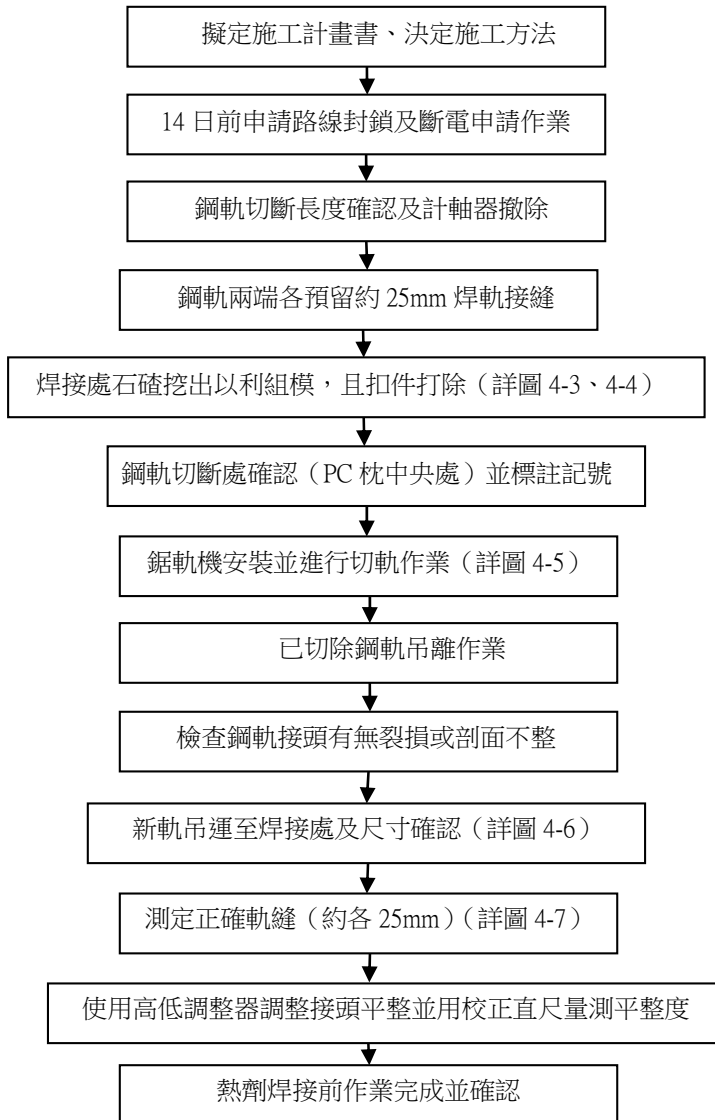 擬定施工計畫書、決定施工方法
14 日前申請路線封鎖及斷電申請作業
鋼軌切斷長度確認及計軸器撤除
鋼軌兩端各預留約 25mm 焊軌接縫
焊接處石碴挖出以利組模，且扣件打除（詳圖 4-3、4-4）
鋼軌切斷處確認（PC 枕中央處）並標註記號
鋸軌機安裝並進行切軌作業（詳圖 4-5）
已切除鋼軌吊離作業
檢查鋼軌接頭有無裂損或剖面不整
新軌吊運至焊接處及尺寸確認（詳圖 4-6）
測定正確軌縫（約各 25mm）（詳圖 4-7）
使用高低調整器調整接頭平整並用校正直尺量測平整度
熱劑焊接前作業完成並確認